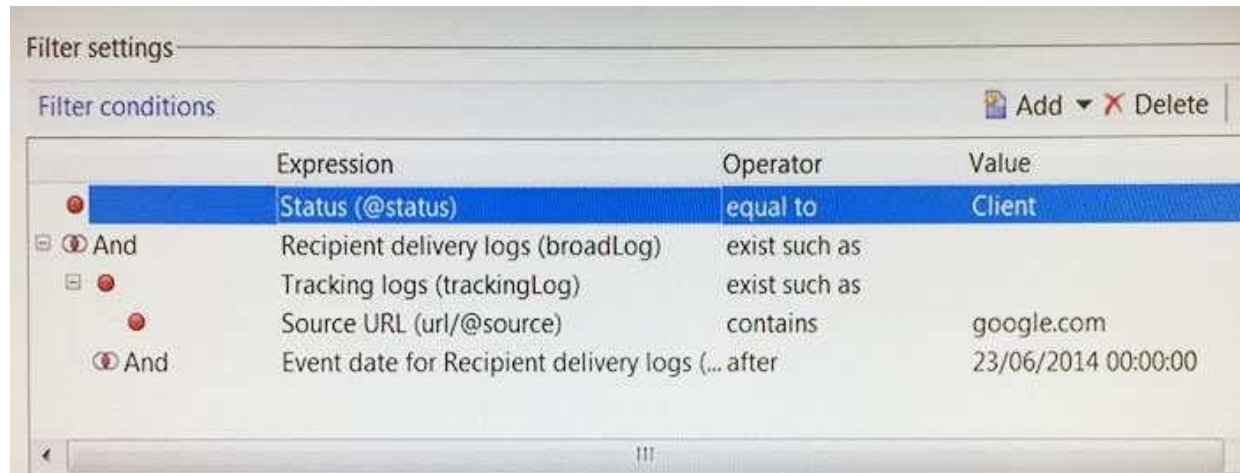 Filter settings
Filter conditions Add Delete
Expression Operator Value
Status (@status) equal to Client
And Recipient delivery logs (broadLog) exist such as
Tracking logs (trackingLog) exist such as
Source URL (url/@source) contains google.com
And Event date for Recipient delivery logs (... after 23/06/2014 00:00:00